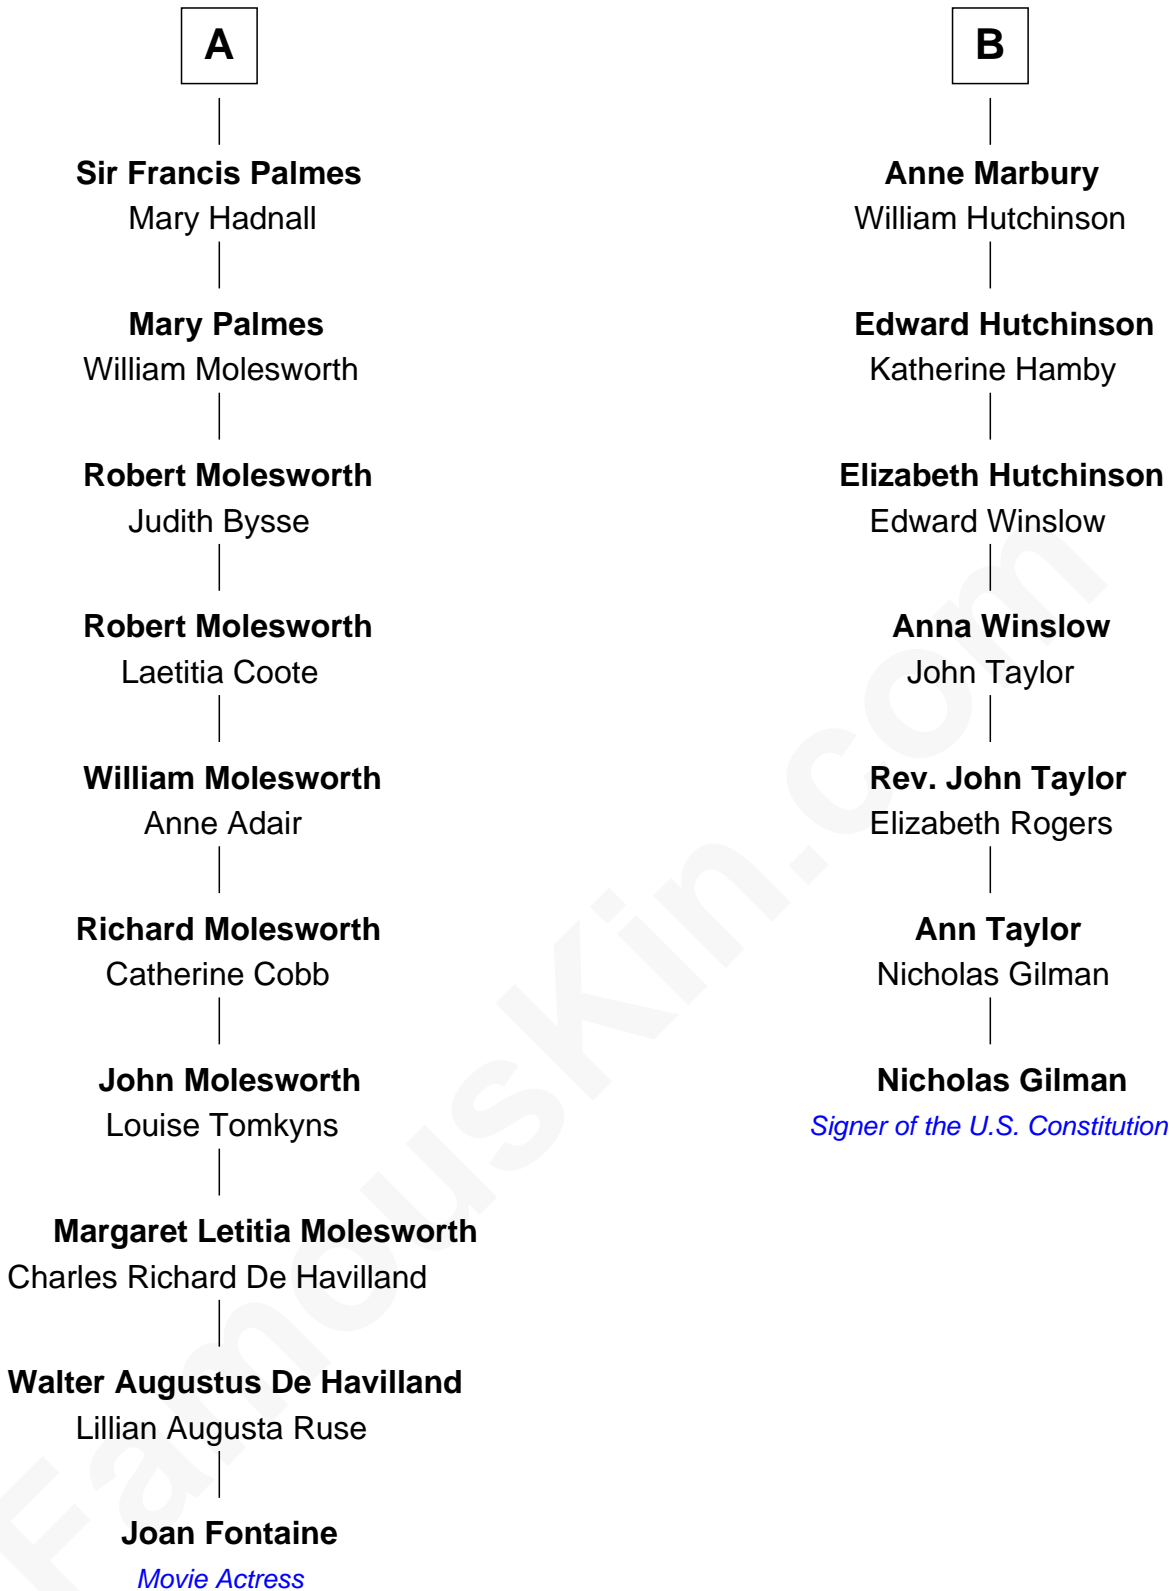 A
Sir Francis Palmes
Mary Hadnall
Mary Palmes
William Molesworth
Robert Molesworth
Judith Bysse
Robert Molesworth
Laetitia Coote
William Molesworth
Anne Adair
Richard Molesworth
Catherine Cobb
John Molesworth
Louise Tomkyns
Margaret Letitia Molesworth
Charles Richard De Havilland
Walter Augustus De Havilland
Lillian Augusta Ruse
Joan Fontaine
Movie Actress
B
Anne Marbury
William Hutchinson
Edward Hutchinson
Katherine Hamby
Elizabeth Hutchinson
Edward Winslow
Anna Winslow
John Taylor
Rev. John Taylor
Elizabeth Rogers
Ann Taylor
Nicholas Gilman
Nicholas Gilman
Signer of the U.S. Constitution
FamousKin.com